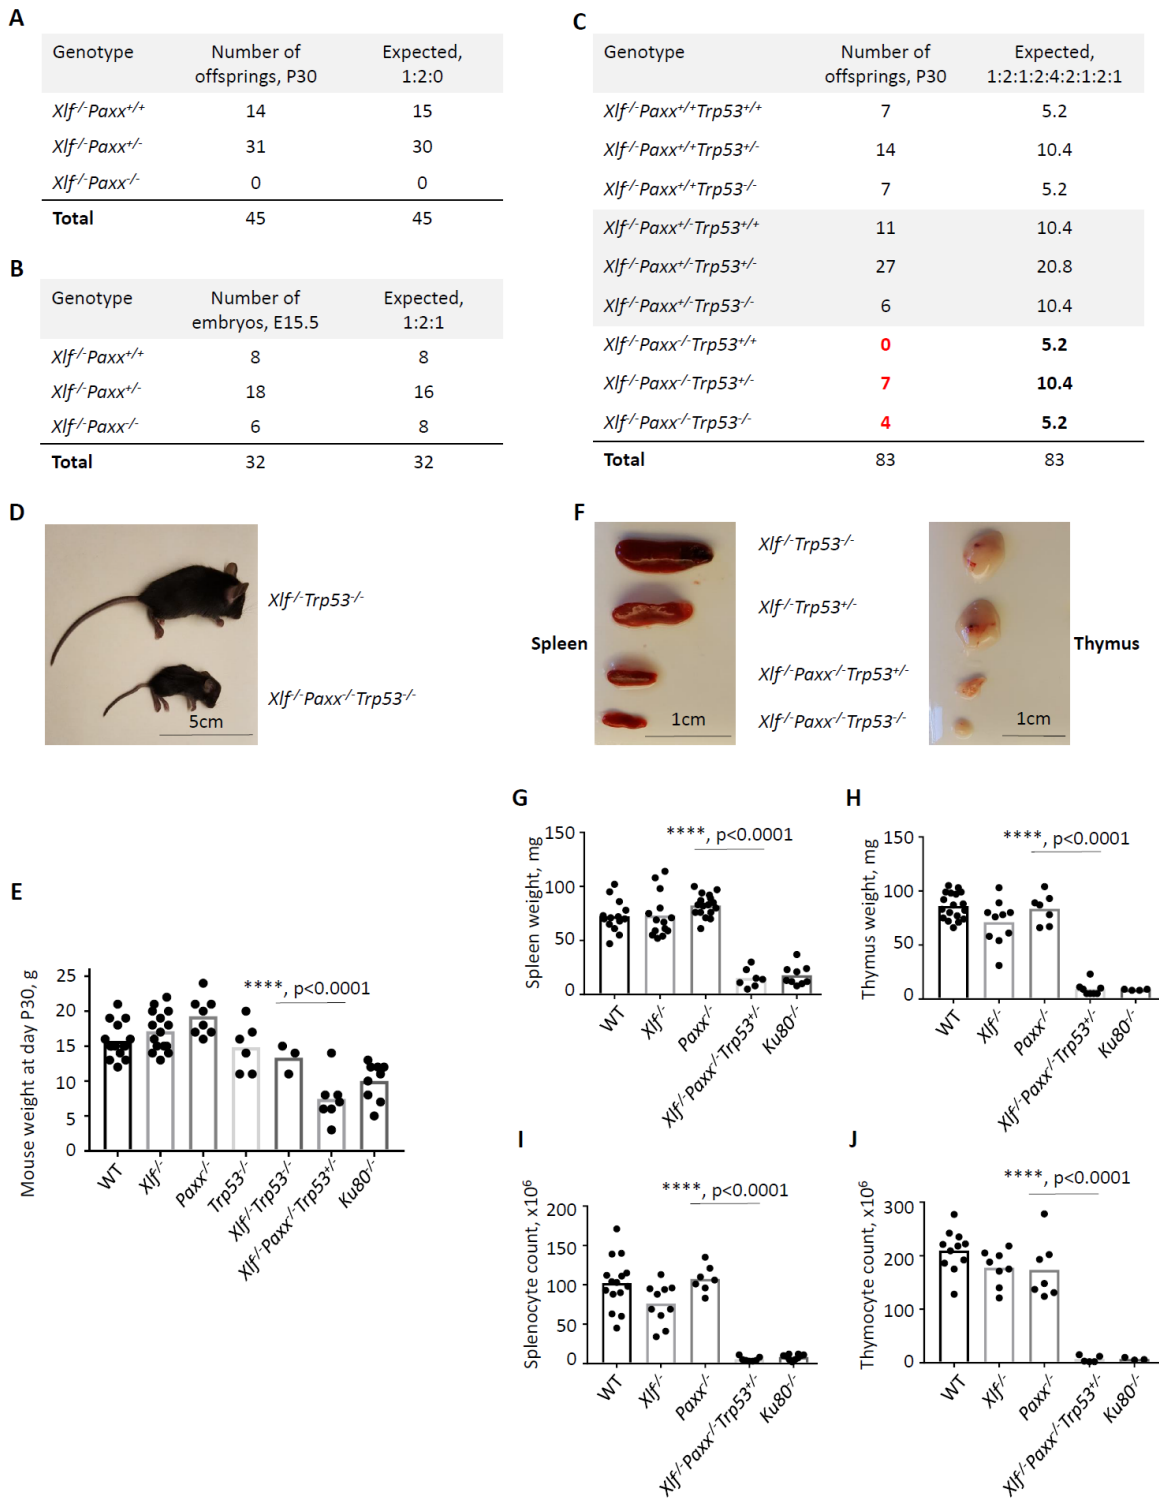 A
Genotype Number of offsprings, P30 Expected, 1:2:0
Xlf-/-Paxx+/+ 14 15
Xlf-/-Paxx+/- 31 30
Xlf-/-Paxx-/- 0 0
Total 45 45
B
Genotype Number of embryos, E15.5 Expected, 1:2:1
Xlf-/-Paxx+/+ 8 8
Xlf-/-Paxx+/- 18 16
Xlf-/-Paxx-/- 6 8
Total 32 32
C
Genotype Number of offsprings, P30 Expected, 1:2:1:2:4:2:1:2:1
Xlf-/-Paxx+/+Trp53+/+ 7 5.2
Xlf-/-Paxx+/+Trp53+/- 14 10.4
Xlf-/-Paxx+/+Trp53-/- 7 5.2
Xlf-/-Paxx+/-Trp53+/+ 11 10.4
Xlf-/-Paxx+/-Trp53+/- 27 20.8
Xlf-/-Paxx+/-Trp53-/- 6 10.4
Xlf-/-Paxx-/-Trp53+/+ 0 5.2
Xlf-/-Paxx-/-Trp53+/- 7 10.4
Xlf-/-Paxx-/-Trp53-/- 4 5.2
Total 83 83
D
Xlf-/-Trp53-/-
Xlf-/-Paxx-/-Trp53-/-
5cm
F
Spleen
Xlf-/-Trp53-/-
Xlf-/-Trp53+/-
Xlf-/-Paxx-/-Trp53+/-
Xlf-/-Paxx-/-Trp53-/-
1cm
Thymus
1cm
E
Mouse weight at day P30, g
25
20
15
10
5
0
****, p<0.0001
WT
Xlf-/-
Paxx-/-
Trp53-/-
Xlf-/-Trp53-/-
Xlf-/-Paxx-/-Trp53+/-
Ku80-/-
G
Spleen weight, mg
150
100
50
0
****, p<0.0001
WT
Xlf-/-
Paxx-/-
Xlf-/-Paxx-/-Trp53+/-
Ku80-/-
H
Thymus weight, mg
150
100
50
0
****, p<0.0001
WT
Xlf-/-
Paxx-/-
Xlf-/-Paxx-/-Trp53+/-
Ku80-/-
I
Splenocyte count, x10⁶
200
150
100
50
0
****, p<0.0001
WT
Xlf-/-
Paxx-/-
Xlf-/-Paxx-/-Trp53+/-
Ku80-/-
J
Thymocyte count, x10⁶
300
200
100
0
****, p<0.0001
WT
Xlf-/-
Paxx-/-
Xlf-/-Paxx-/-Trp53+/-
Ku80-/-